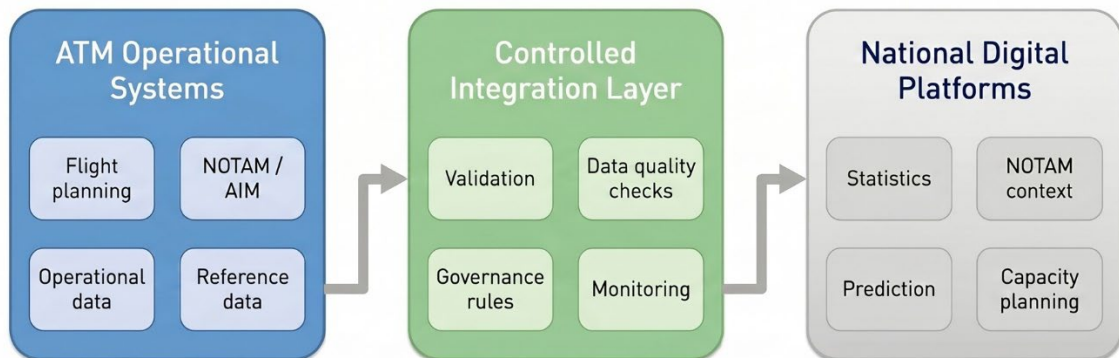 ATM Operational
Systems
Flight
planning
NOTAM /
AIM
Operational
data
Reference
data
Controlled
Integration Layer
Validation
Data quality
checks
Governance
rules
Monitoring
National Digital
Platforms
Statistics
NOTAM
context
Prediction
Capacity
planning